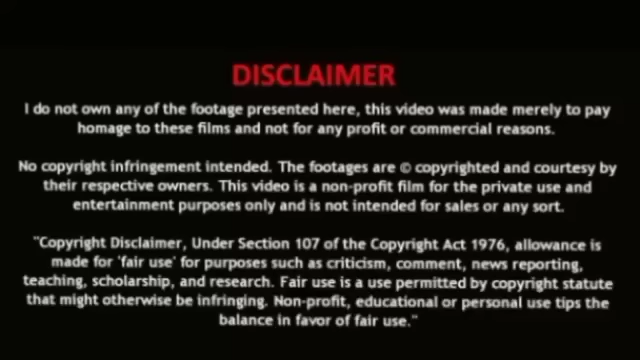 DISCLAIMER
I do not own any of the footage presented here, this video was made merely to pay
homage to these films and not for any profit or commercial reasons.
No copyright infringement intended. The footages are © copyrighted and courtesy by
their respective owners. This video is a non-profit film for the private use and
entertainment purposes only and is not intended for sales or any sort.
"Copyright Disclaimer, Under Section 107 of the Copyright Act 1976, allowance is
made for 'fair use' for purposes such as criticism, comment, news reporting,
teaching, scholarship, and research. Fair use is a use permitted by copyright statute
that might otherwise be infringing. Non-profit, educational or personal use tips the
balance in favor of fair use."